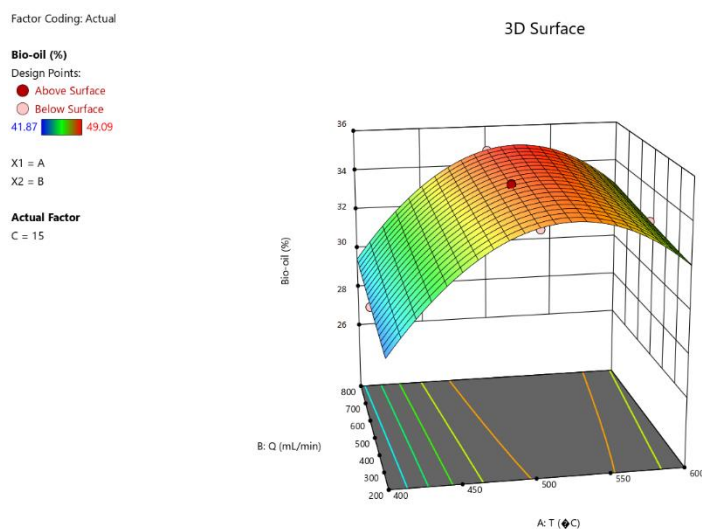 Factor Coding: Actual
3D Surface
Bio-oil (%)
Design Points:
Above Surface
Below Surface
41.87 49.09
X1 = A
X2 = B
Actual Factor
C = 15
36
34
32
30
28
26
Bio-oil (%)
800
700
600
500
400
300
200
B: Q (mL/min)
400
450
500
550
600
A: T (�C)